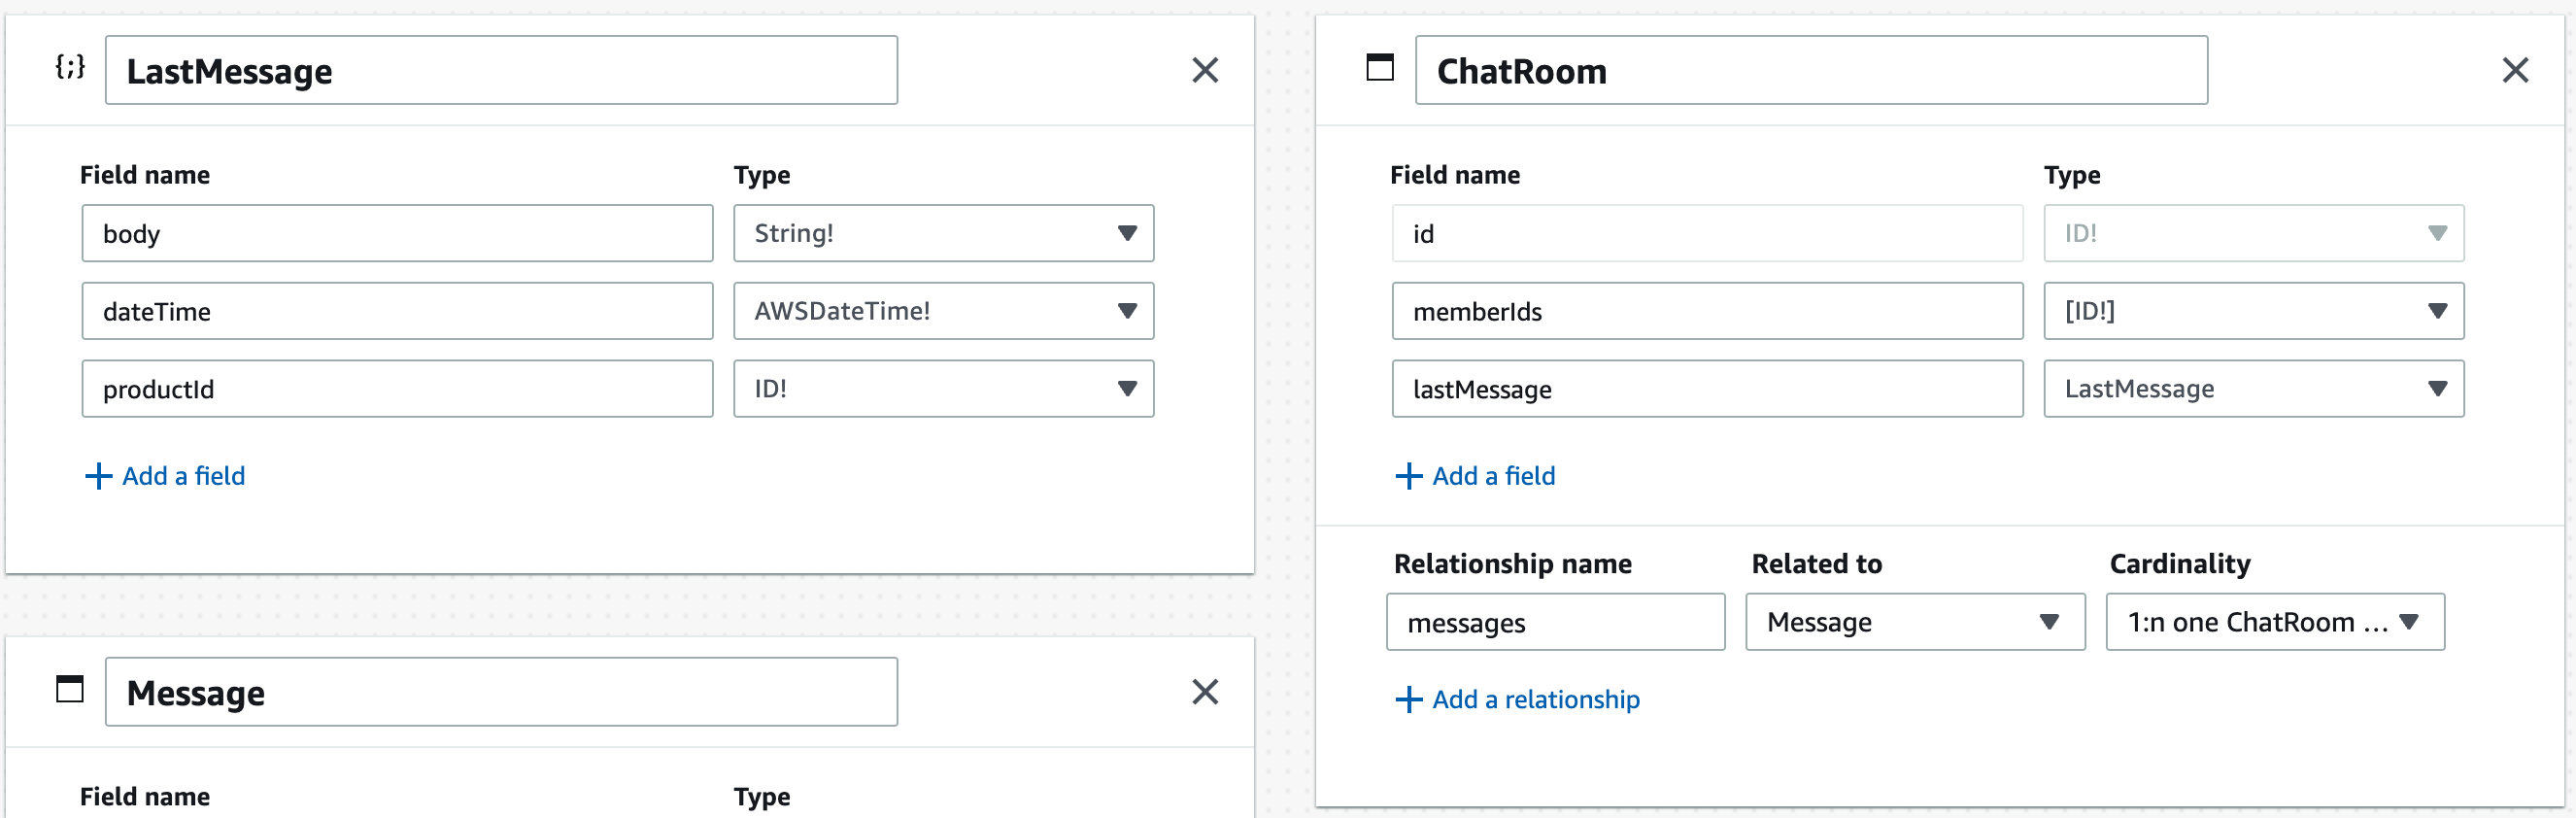 {;} LastMessage
Field name Type
body String!
dateTime AWSDateTime!
productId ID!
+ Add a field
Message
Field name Type
ChatRoom
Field name Type
id ID!
memberIds [ID!]
lastMessage LastMessage
+ Add a field
Relationship name Related to Cardinality
messages Message 1:n one ChatRoom ...
+ Add a relationship